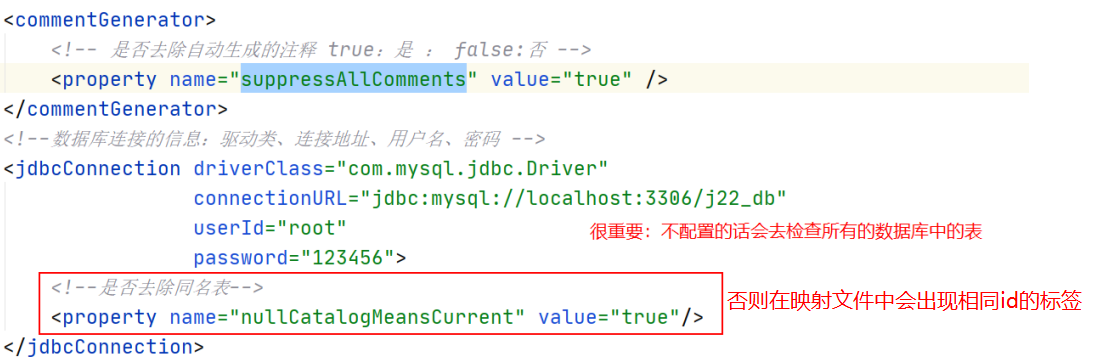 <commentGenerator>
<!-- 是否去除自动生成的注释 true：是 ： false:否 -->
<property name="suppressAllComments" value="true" />
</commentGenerator>
<!--数据库连接的信息：驱动类、连接地址、用户名、密码 -->
<jdbcConnection driverClass="com.mysql.jdbc.Driver"
connectionURL="jdbc:mysql://localhost:3306/j22_db"
userId="root"
很重要：不配置的话会去检查所有的数据库中的表
password="123456">
<!--是否去除同名表-->
<property name="nullCatalogMeansCurrent" value="true"/>
否则在映射文件中会出现相同id的标签
</jdbcConnection>